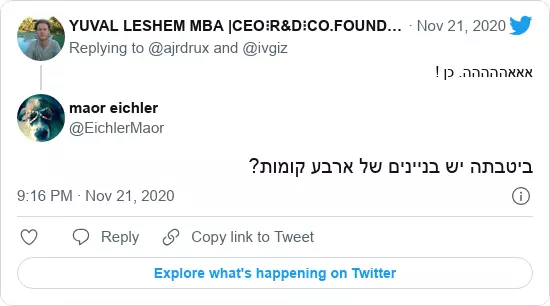 YUVAL LESHEM MBA |CEO⫶R&D⫶CO.FOUND… · Nov 21, 2020
Replying to @ajrdrux and @ivgiz
אאאההההה. כן !
maor eichler
@EichlerMaor
ביטבתה יש בניינים של ארבע קומות?
9:16 PM · Nov 21, 2020
Reply
Copy link to Tweet
Explore what's happening on Twitter